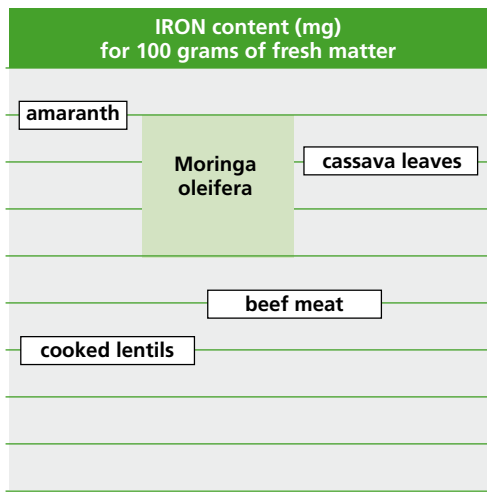 IRON content (mg)
for 100 grams of fresh matter
amaranth
Moringa
oleifera
cassava leaves
beef meat
cooked lentils